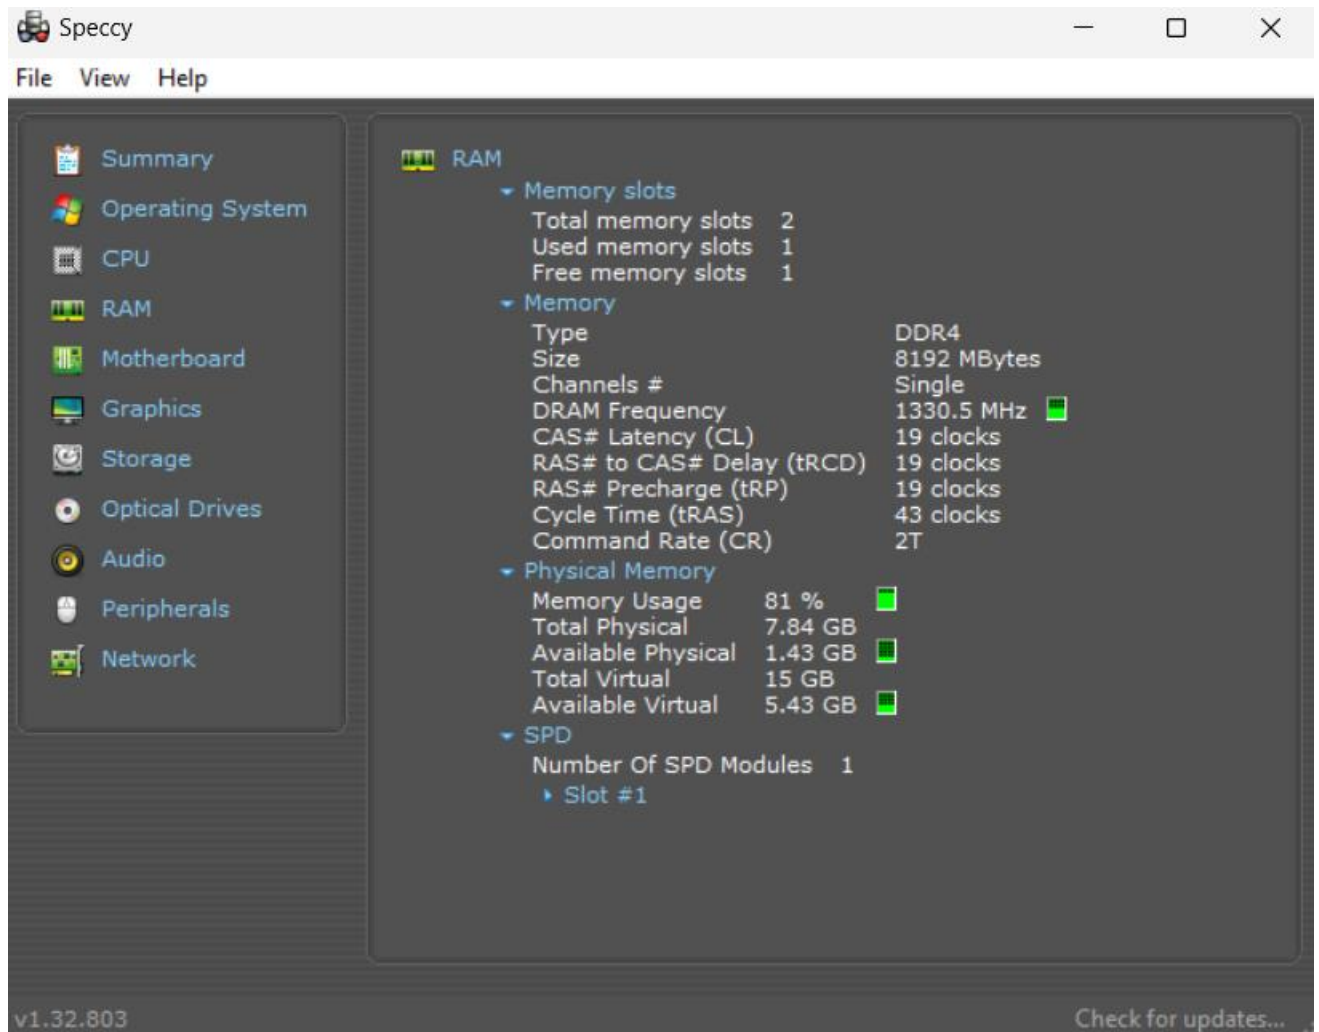 Speccy
File View Help
Summary
Operating System
CPU
RAM
Motherboard
Graphics
Storage
Optical Drives
Audio
Peripherals
Network
RAM
Memory slots
Total memory slots 2
Used memory slots 1
Free memory slots 1
Memory
Type DDR4
Size 8192 MBytes
Channels # Single
DRAM Frequency 1330.5 MHz
CAS# Latency (CL) 19 clocks
RAS# to CAS# Delay (tRCD) 19 clocks
RAS# Precharge (tRP) 19 clocks
Cycle Time (tRAS) 43 clocks
Command Rate (CR) 2T
Physical Memory
Memory Usage 81 %
Total Physical 7.84 GB
Available Physical 1.43 GB
Total Virtual 15 GB
Available Virtual 5.43 GB
SPD
Number Of SPD Modules 1
Slot #1
v1.32.803
Check for updates...